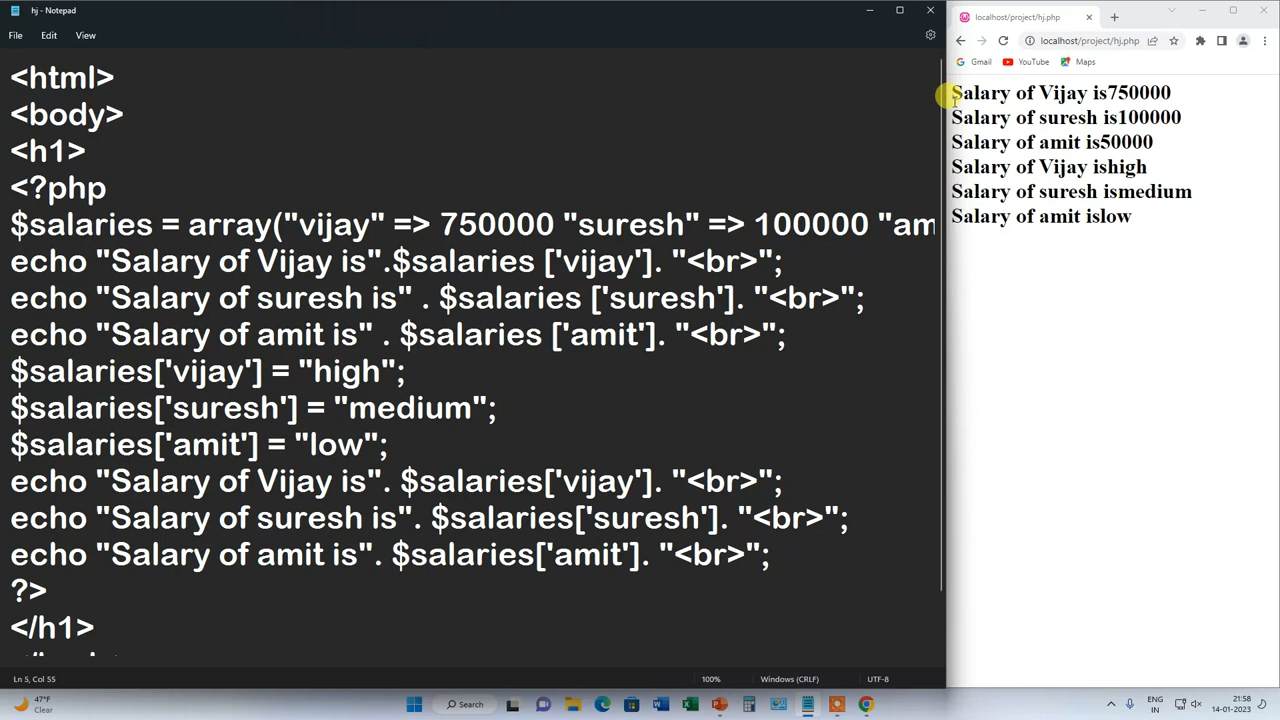 hj - Notepad
File Edit View
<html>
<body>
<h1>
<?php
$salaries = array("vijay" => 750000 "suresh" => 100000 "am
echo "Salary of Vijay is".$salaries ['vijay']. "<br>";
echo "Salary of suresh is" . $salaries ['suresh']. "<br>";
echo "Salary of amit is" . $salaries ['amit']. "<br>";
$salaries['vijay'] = "high";
$salaries['suresh'] = "medium";
$salaries['amit'] = "low";
echo "Salary of Vijay is". $salaries['vijay']. "<br>";
echo "Salary of suresh is". $salaries['suresh']. "<br>";
echo "Salary of amit is". $salaries['amit']. "<br>";
?>
</h1>
Ln 5, Col 55
100%
Windows (CRLF)
UTF-8
localhost/project/hj.php
localhost/project/hj.php
Gmail YouTube Maps
Salary of Vijay is750000
Salary of suresh is100000
Salary of amit is50000
Salary of Vijay ishigh
Salary of suresh ismedium
Salary of amit islow
47°F
Clear
Search
ENG
IN
21:58
14-01-2023